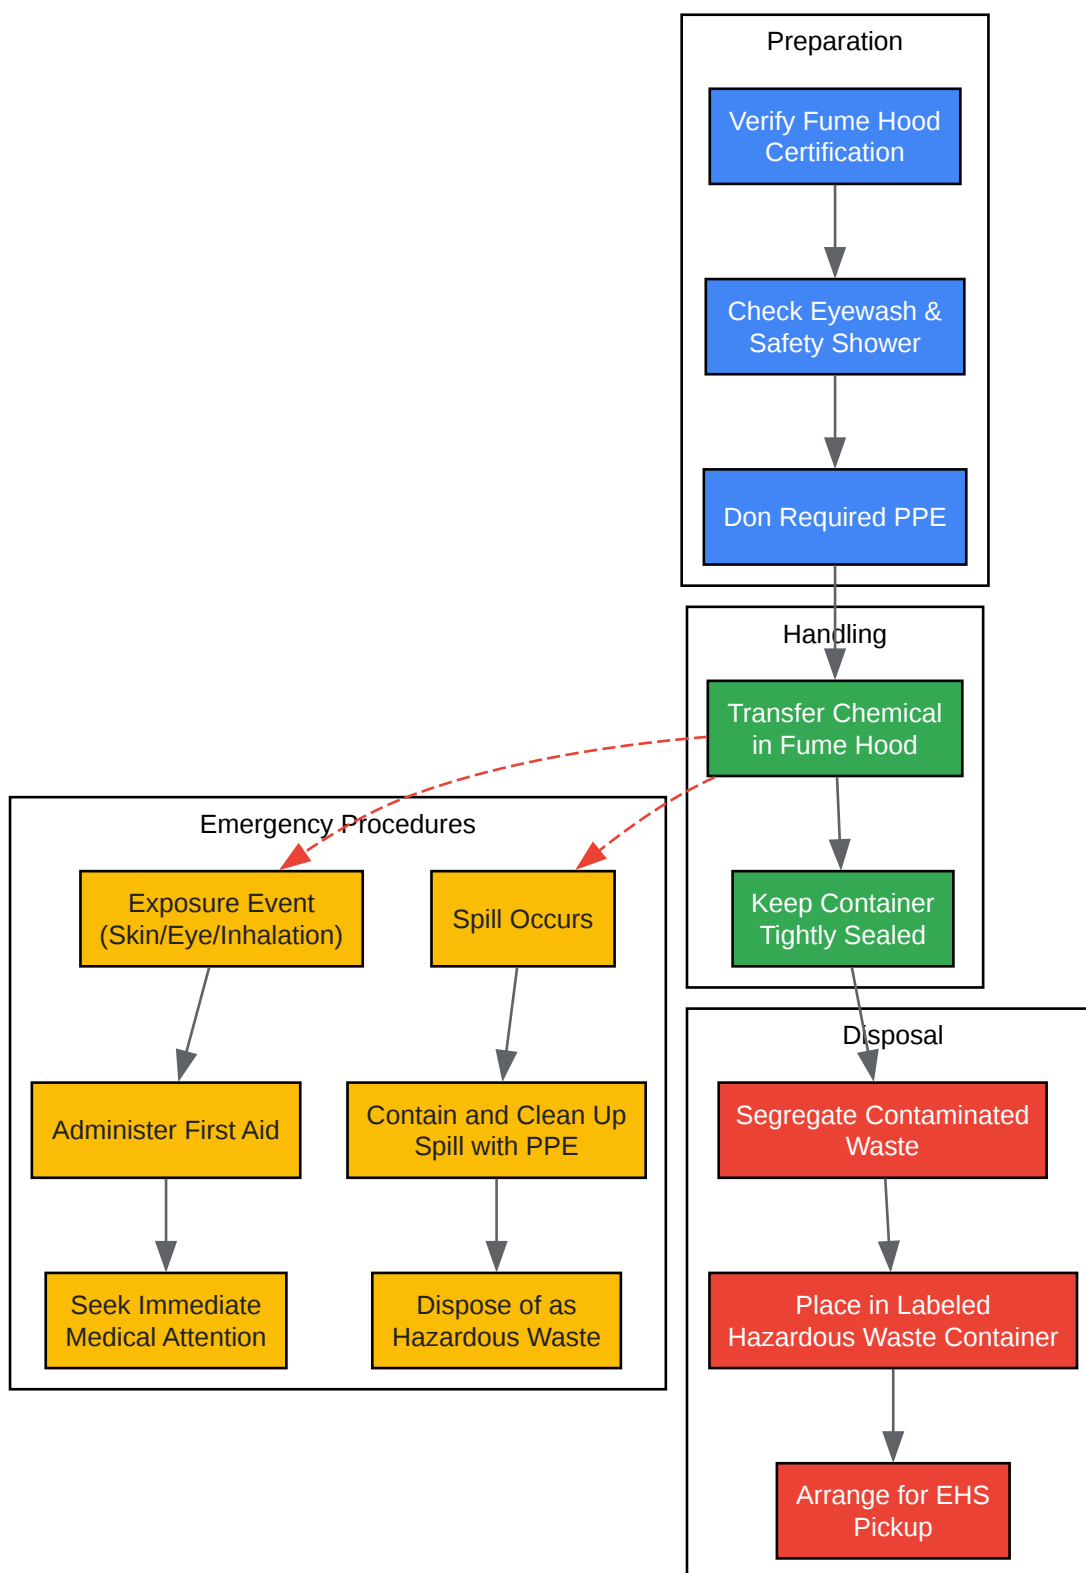 Preparation
Verify Fume Hood
Certification
Check Eyewash &
Safety Shower
Don Required PPE
Handling
Transfer Chemical
in Fume Hood
Keep Container
Tightly Sealed
Emergency Procedures
Exposure Event
(Skin/Eye/Inhalation)
Spill Occurs
Administer First Aid
Contain and Clean Up
Spill with PPE
Seek Immediate
Medical Attention
Dispose of as
Hazardous Waste
Disposal
Segregate Contaminated
Waste
Place in Labeled
Hazardous Waste Container
Arrange for EHS
Pickup